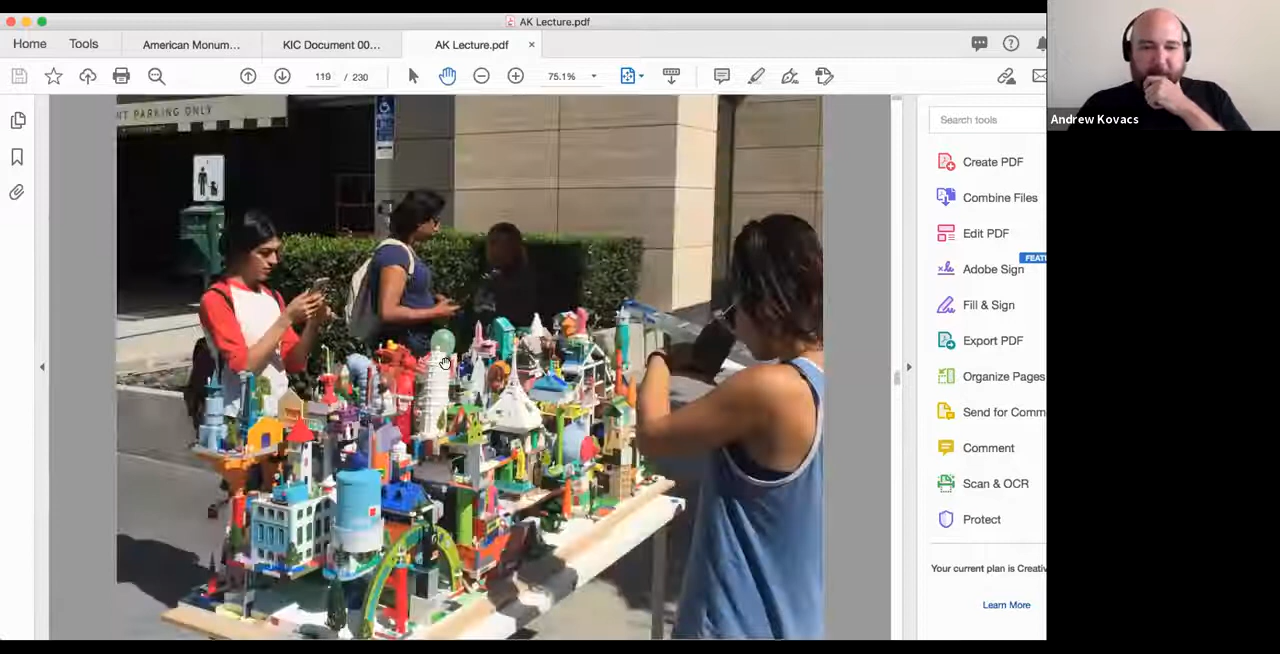 AK Lecture.pdf
Home
Tools
American Monum...
KIC Document 00...
AK Lecture.pdf
119 / 230
75.1%
NT PARKING ONLY
Andrew Kovacs
Search tools
Create PDF
Combine Files
Edit PDF
FEAT
Adobe Sign
Fill & Sign
Export PDF
Organize Pages
Send for Comm
Comment
Scan & OCR
Protect
Your current plan is Creativ
Learn More